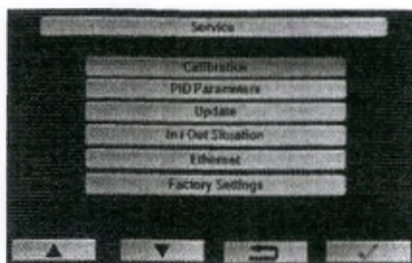 Service
Calibration
PID Parameters
Update
In / Out Situation
Ethernet
Factory Settings